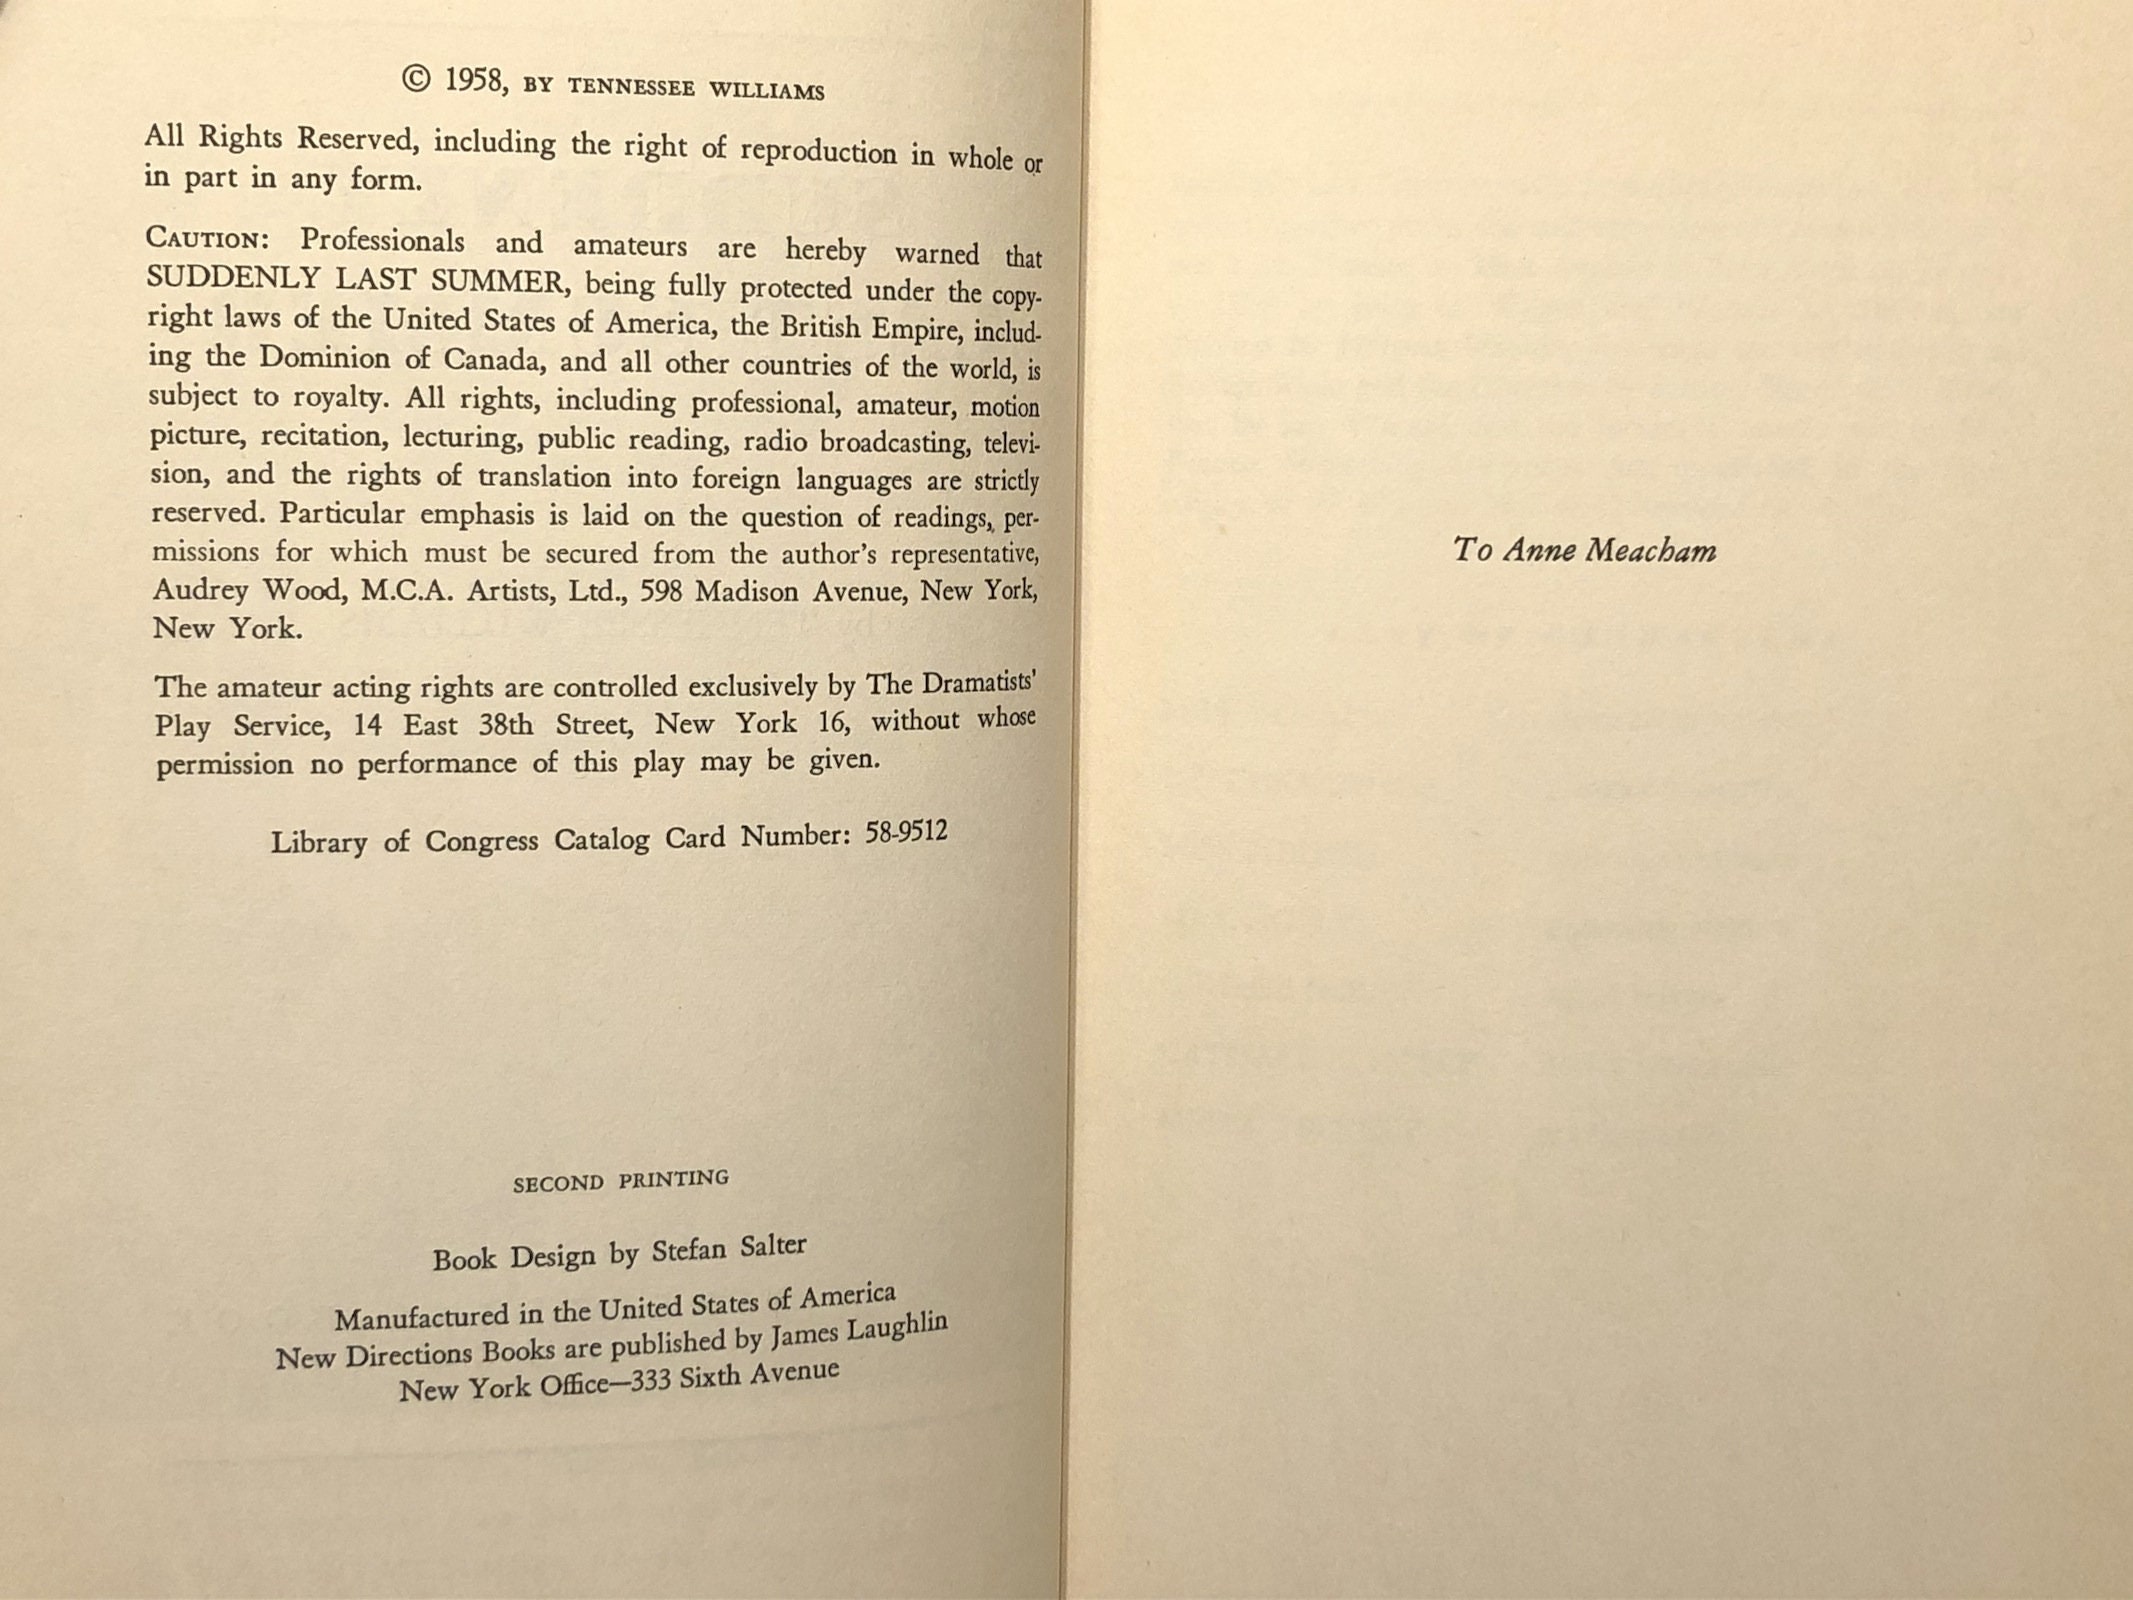 © 1958, BY TENNESSEE WILLIAMS
All Rights Reserved, including the right of reproduction in whole or
in part in any form.
CAUTION: Professionals and amateurs are hereby warned that
SUDDENLY LAST SUMMER, being fully protected under the copy-
right laws of the United States of America, the British Empire, includ-
ing the Dominion of Canada, and all other countries of the world, is
subject to royalty. All rights, including professional, amateur, motion
picture, recitation, lecturing, public reading, radio broadcasting, televi-
sion, and the rights of translation into foreign languages are strictly
reserved. Particular emphasis is laid on the question of readings, per-
missions for which must be secured from the author's representative,
Audrey Wood, M.C.A. Artists, Ltd., 598 Madison Avenue, New York,
New York.
The amateur acting rights are controlled exclusively by The Dramatists'
Play Service, 14 East 38th Street, New York 16, without whose
permission no performance of this play may be given.
Library of Congress Catalog Card Number: 58-9512
SECOND PRINTING
Book Design by Stefan Salter
Manufactured in the United States of America
New Directions Books are published by James Laughlin
New York Office—333 Sixth Avenue
To Anne Meacham